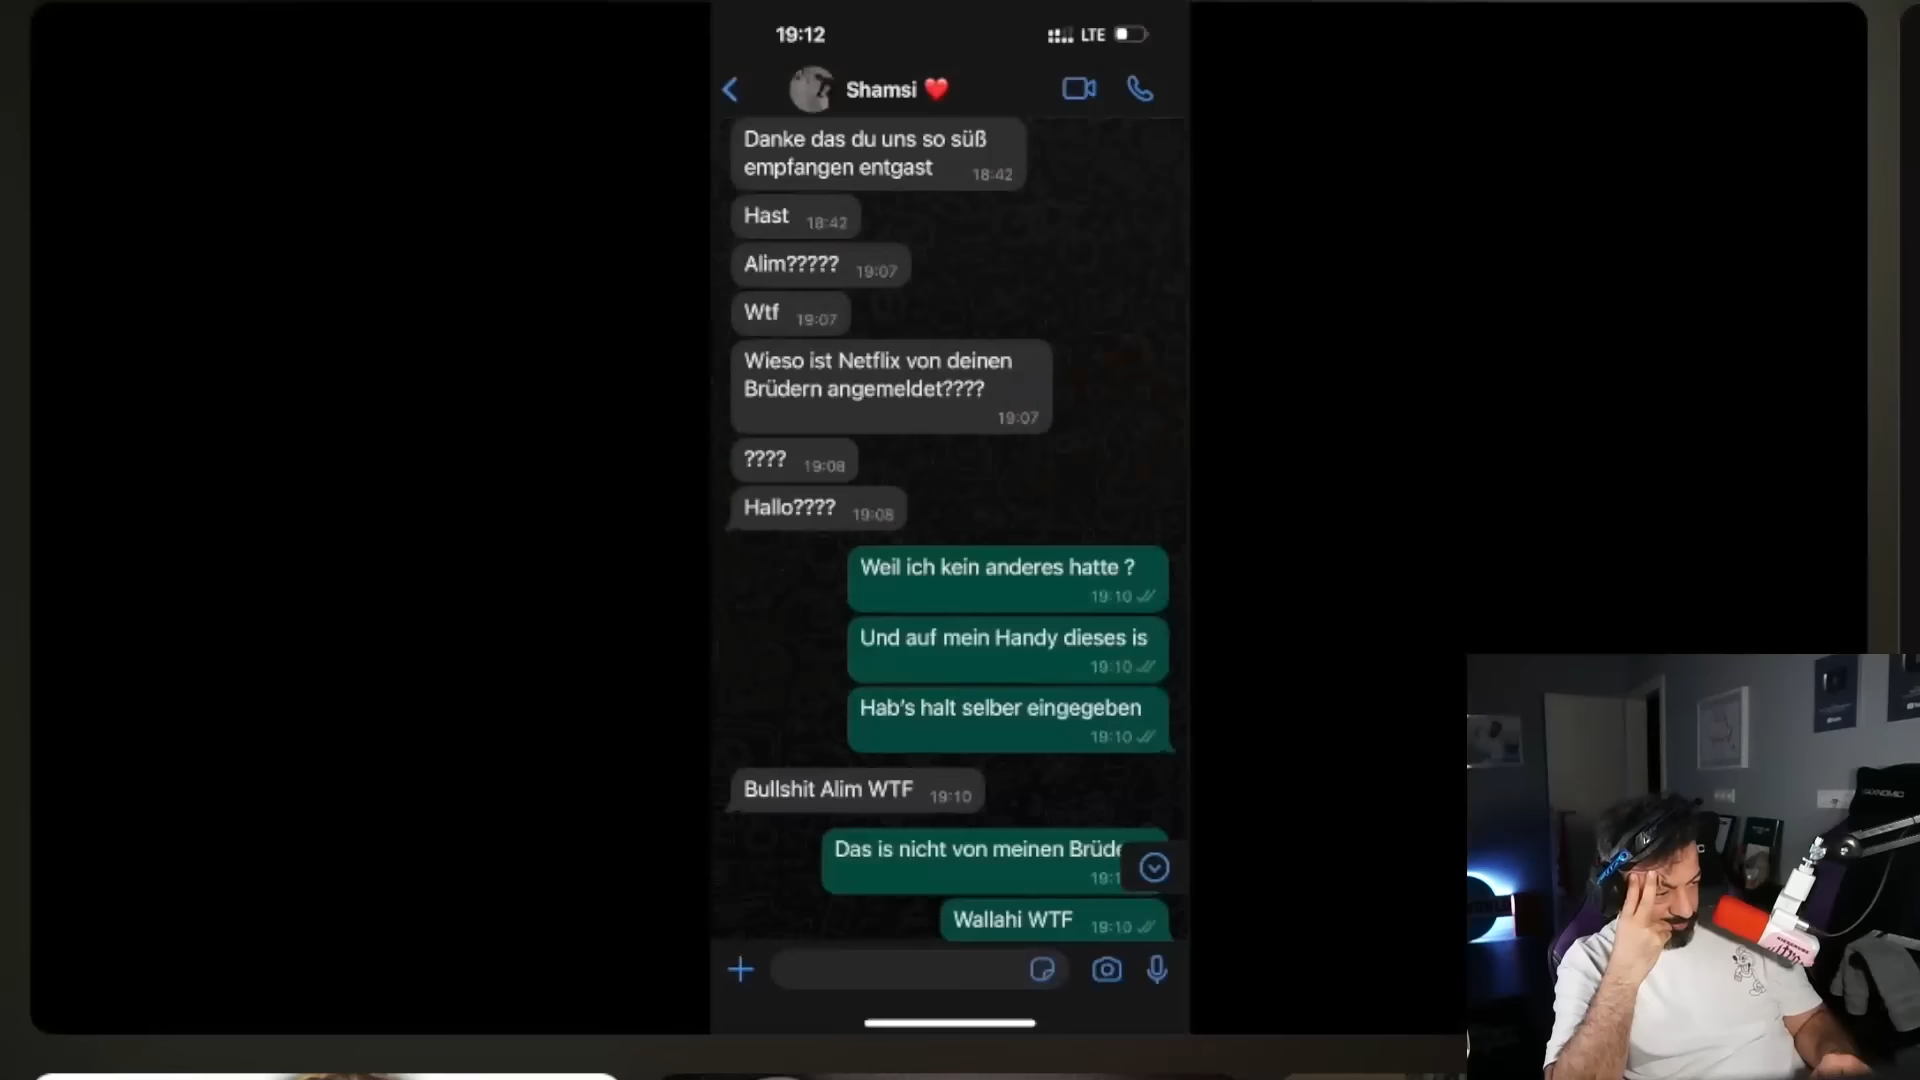 19:12
LTE
Shamsi ❤️
Danke das du uns so süß
empfangen entgast
18:42
Hast 18:42
Alim????? 19:07
Wtf 19:07
Wieso ist Netflix von deinen
Brüdern angemeldet????
19:07
???? 19:08
Hallo???? 19:08
Weil ich kein anderes hatte ?
19:10
Und auf mein Handy dieses is
19:10
Hab's halt selber eingegeben
19:10
Bullshit Alim WTF 19:10
Das is nicht von meinen Brüde
19:1
Wallahi WTF 19:10